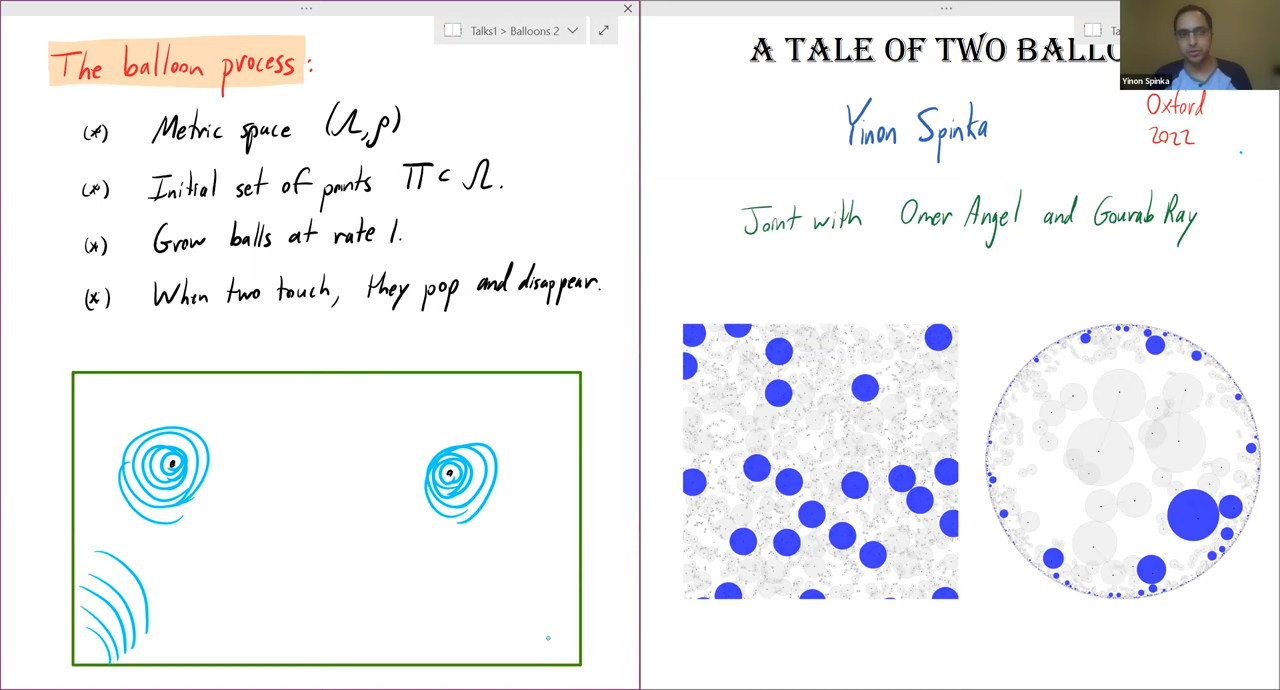 Talks1 > Balloons 2
The balloon process:
(*) Metric space (Λ, ρ)
(*) Initial set of points Π ⊂ Λ.
(*) Grow balls at rate 1.
(*) When two touch, they pop and disappear.
A TALE OF TWO
Yinon Spinka
Yinon Spinka
Oxford
2022
Joint with Omer Angel and Gourab Ray